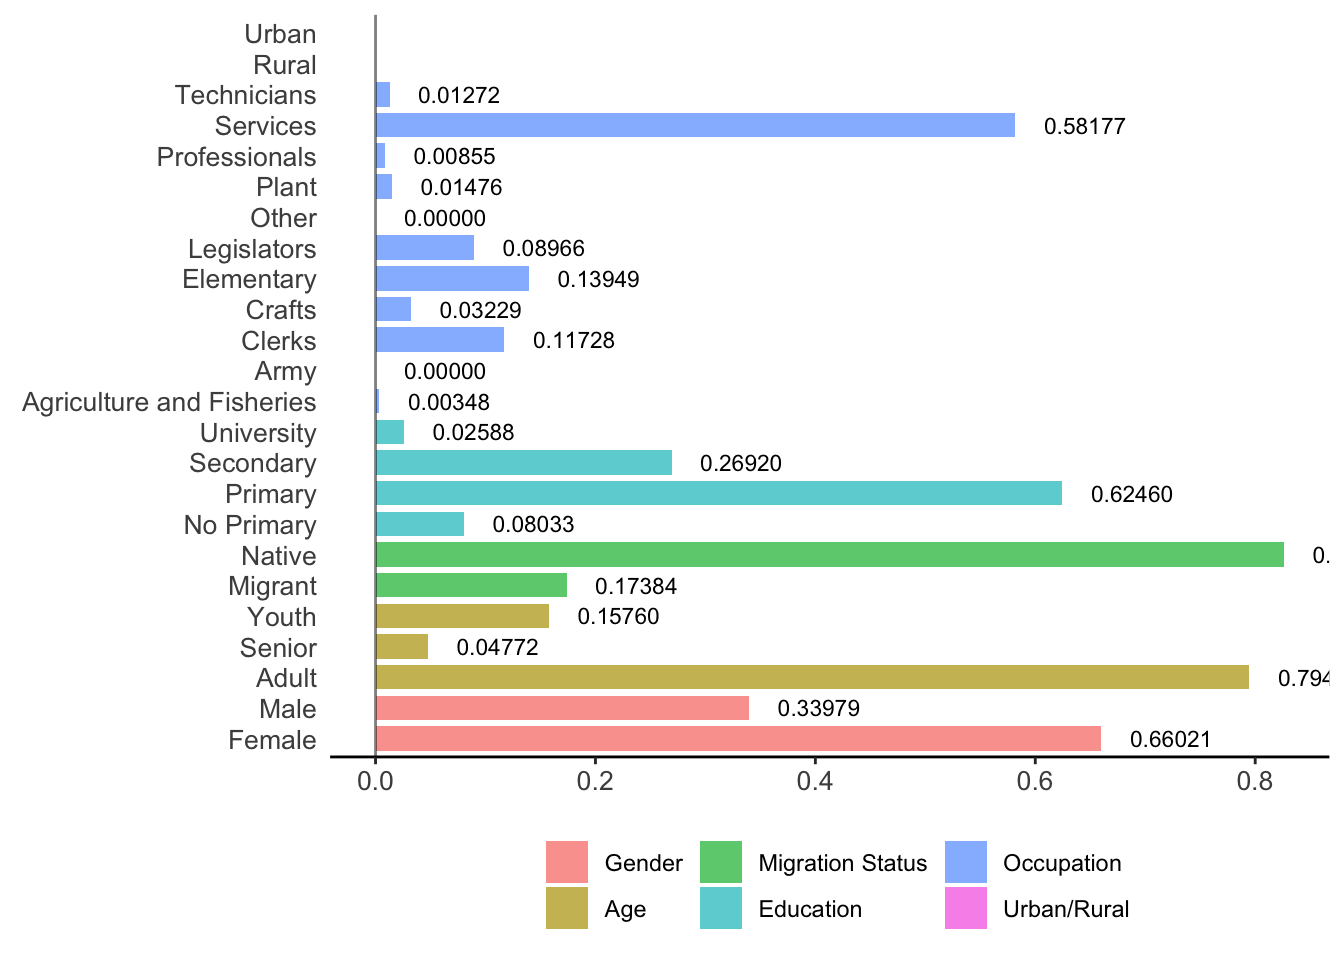 Urban
Rural
Technicians 0.01272
Services 0.58177
Professionals 0.00855
Plant 0.01476
Other 0.00000
Legislators 0.08966
Elementary 0.13949
Crafts 0.03229
Clerks 0.11728
Army 0.00000
Agriculture and Fisheries 0.00348
University 0.02588
Secondary 0.26920
Primary 0.62460
No Primary 0.08033
Native 0.
Migrant 0.17384
Youth 0.15760
Senior 0.04772
Adult 0.794
Male 0.33979
Female 0.66021
0.0 0.2 0.4 0.6 0.8
Gender Migration Status Occupation
Age Education Urban/Rural